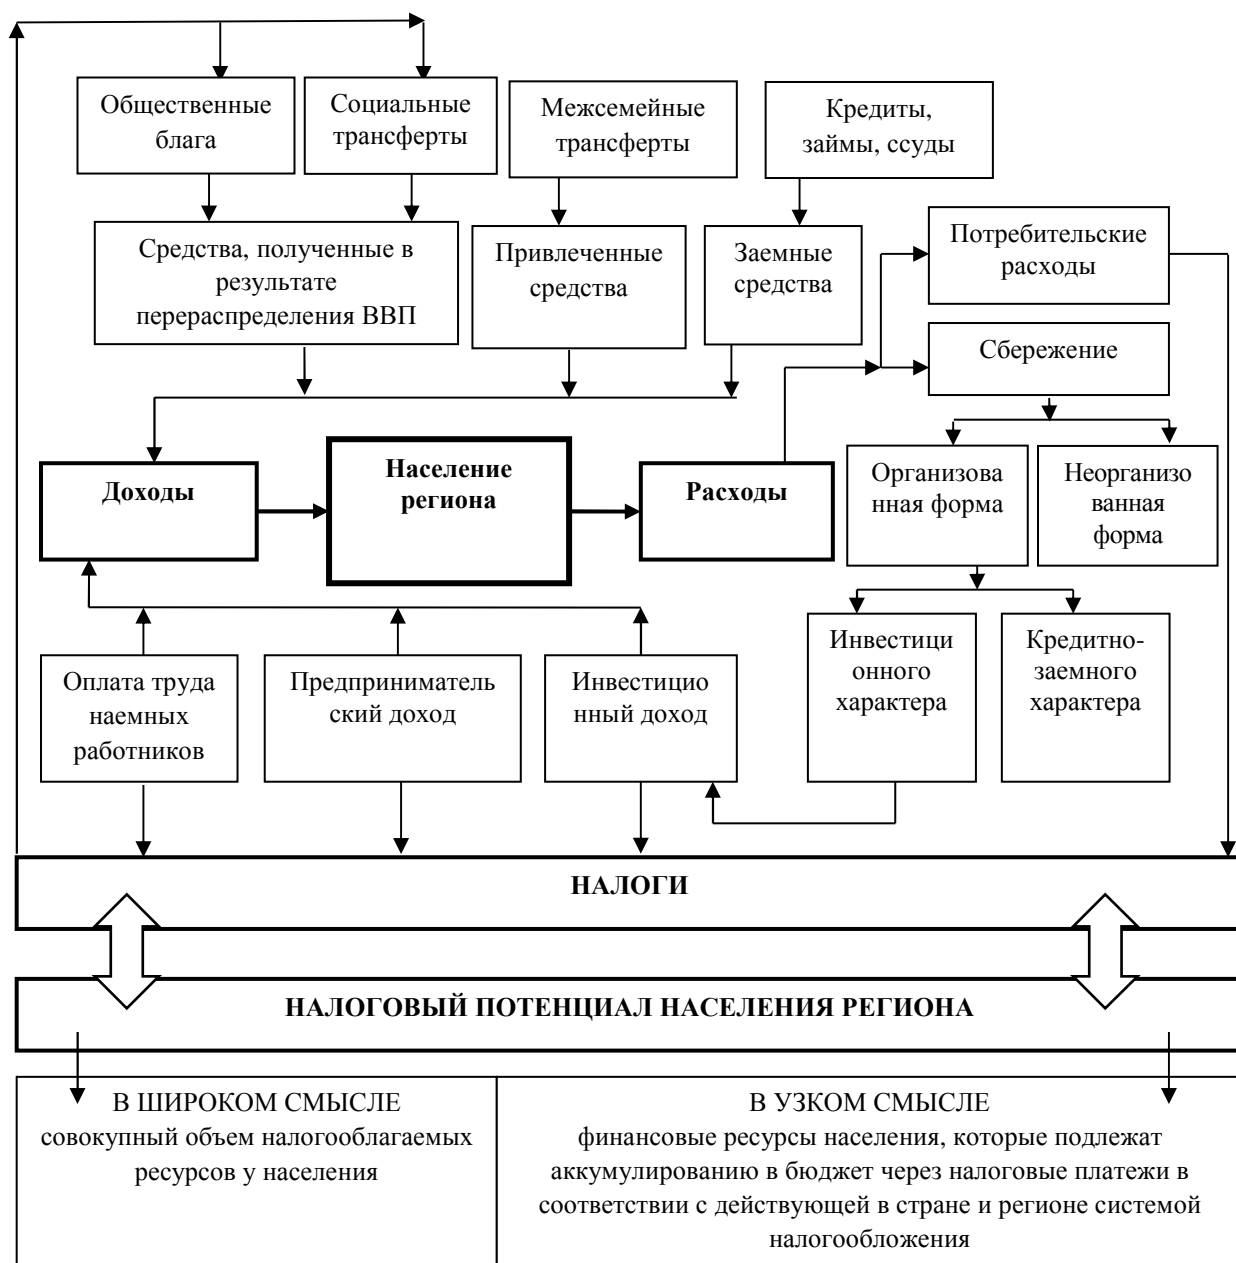 Общественные
блага
Социальные
трансферты
Межсемейные
трансферты
Кредиты,
займы, ссуды
Средства, полученные в
результате
перераспределения ВВП
Привлеченные
средства
Заемные
средства
Потребительские
расходы
Сбережение
Доходы
Население
региона
Расходы
Организова
нная форма
Неорганизо
ванная
форма
Оплата труда
наемных
работников
Предприниматель
ский доход
Инвестицио
нный доход
Инвестици
онного
характера
Кредитно-
заемного
характера
НАЛОГИ
НАЛОГОВЫЙ ПОТЕНЦИАЛ НАСЕЛЕНИЯ РЕГИОНА
В ШИРОКОМ СМЫСЛЕ
совокупный объем налогооблагаемых
ресурсов у населения
В УЗКОМ СМЫСЛЕ
финансовые ресурсы населения, которые подлежат
аккумулированию в бюджет через налоговые платежи в
соответствии с действующей в стране и регионе системой
налогообложения